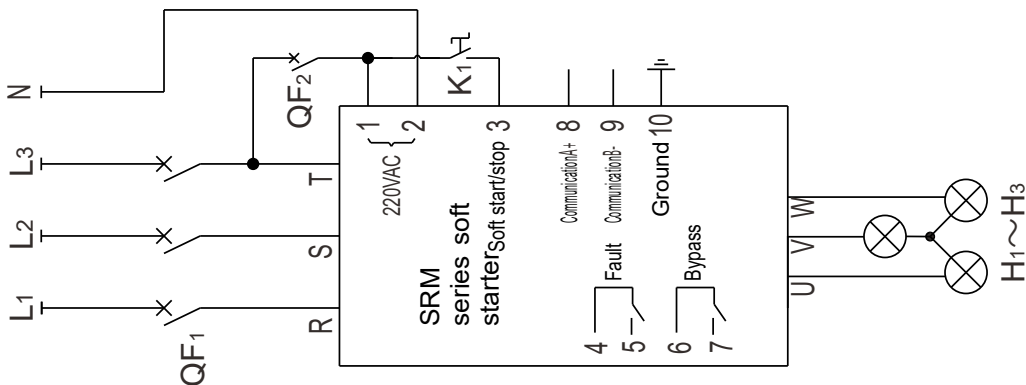 N
L3
L2
L1
QF2
QF1
K1
T
S
R
1
2
3
8
9
10
220VAC
Soft start/stop
CommunicationA+
CommunicationB-
Ground
SRM
series soft
starter
Fault
Bypass
4
5
6
7
W
V
U
H1～H3